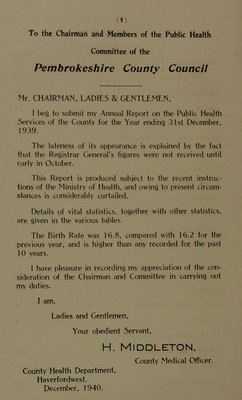 (1)
To the Chairman and Members of the Public Health
Committee of the
Pembrokeshire County Council
Mr. CHAIRMAN, LADIES & GENTLEMEN,
I beg to submit my Annual Report on the Public Health
Services of the County for the Year ending 31st December,
1939.
The lateness of its appearance is explained by the fact
that the Registrar General's figures were not received until
early in October.
This Report is produced subject to the recent instruc-
tions of the Ministry of Health, and owing to present circum-
stances is considerably curtailed.
Details of vital statistics, together with other statistics,
are given in the various tables.
The Birth Rate was 16.8, compared with 16.2 for the
previous year, and is higher than any recorded for the past
10 years.
I have pleasure in recording my appreciation of the con-
sideration of the Chairman and Committee in carrying out
my duties.
I am,
Ladies and Gentlemen,
Your obedient Servant,
H. MIDDLETON,
County Medical Officer.
County Health Department,
Haverfordwest.
December, 1940.